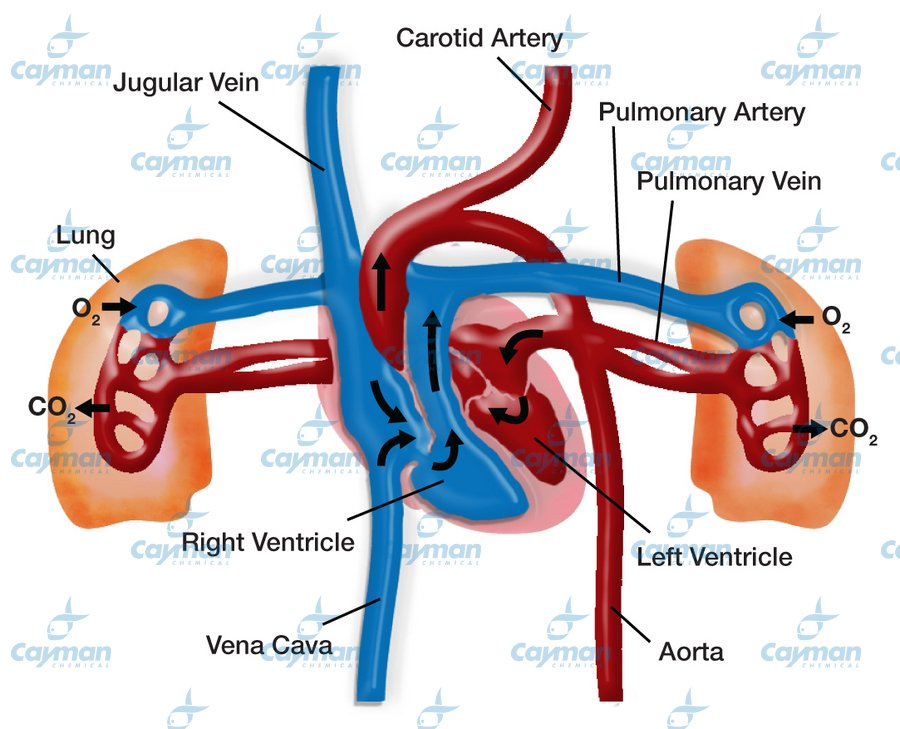 Carotid Artery
Jugular Vein
Pulmonary Artery
Pulmonary Vein
Lung
O2
O2
CO2
CO2
Right Ventricle
Left Ventricle
Vena Cava
Aorta
Cayman
CHEMICAL